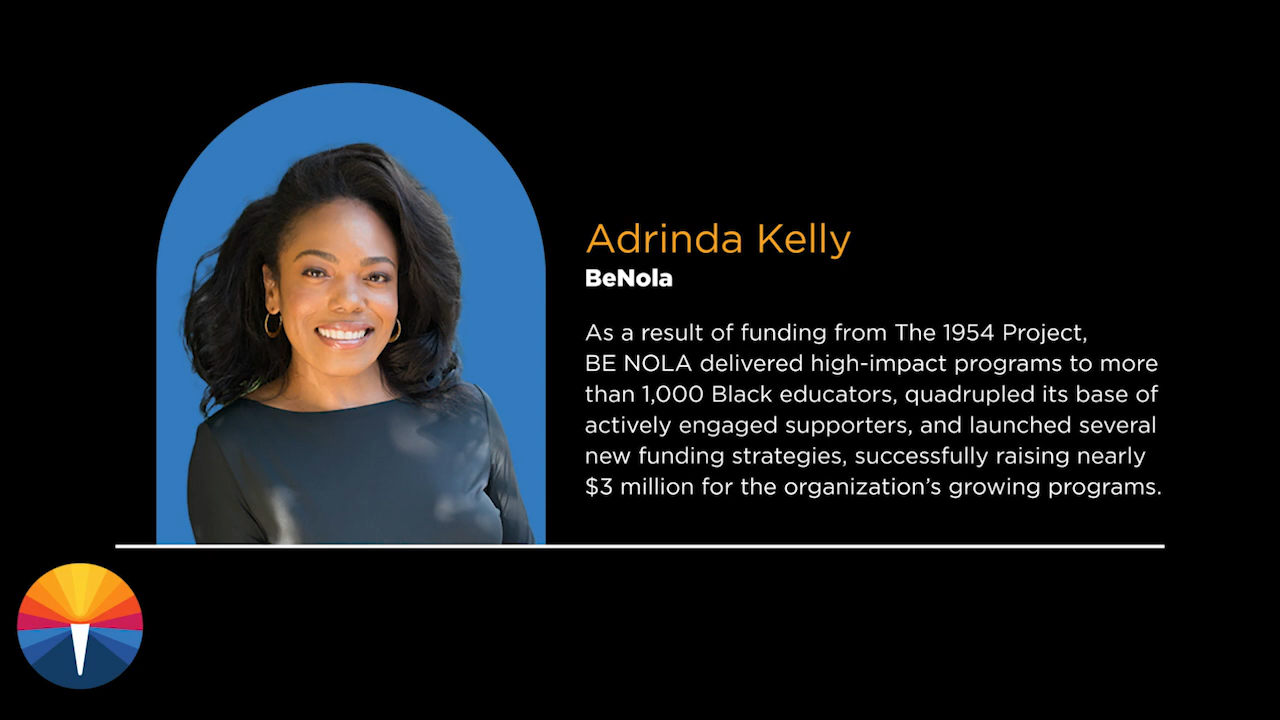 Adrinda Kelly
BeNola
As a result of funding from The 1954 Project,
BE NOLA delivered high-impact programs to more
than 1,000 Black educators, quadrupled its base of
actively engaged supporters, and launched several
new funding strategies, successfully raising nearly
$3 million for the organization’s growing programs.